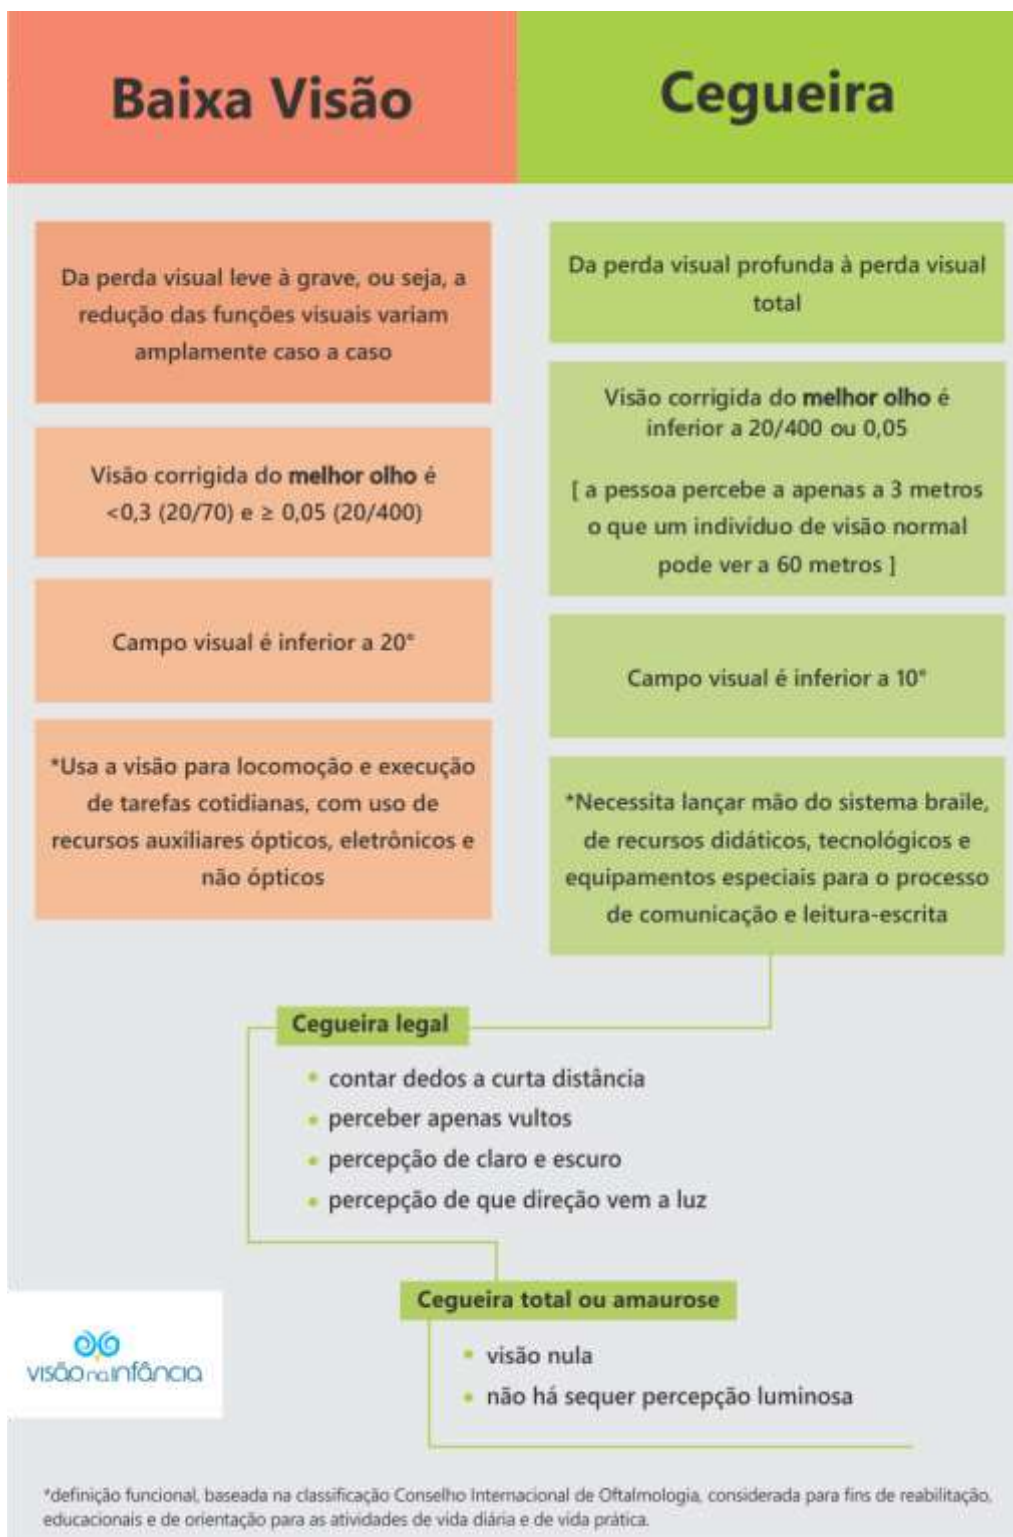 Baixa Visão
Da perda visual leve à grave, ou seja, a
redução das funções visuais variam
amplamente caso a caso
Visão corrigida do melhor olho é
<0,3 (20/70) e ≥ 0,05 (20/400)
Campo visual é inferior a 20°
*Usa a visão para locomoção e execução
de tarefas cotidianas, com uso de
recursos auxiliares ópticos, eletrônicos e
não ópticos
Cegueira
Da perda visual profunda à perda visual
total
Visão corrigida do melhor olho é
inferior a 20/400 ou 0,05
[ a pessoa percebe a apenas a 3 metros
o que um indivíduo de visão normal
pode ver a 60 metros ]
Campo visual é inferior a 10°
*Necessita lançar mão do sistema braile,
de recursos didáticos, tecnológicos e
equipamentos especiais para o processo
de comunicação e leitura-escrita
Cegueira legal
• contar dedos a curta distância
• perceber apenas vultos
• percepção de claro e escuro
• percepção de que direção vem a luz
Cegueira total ou amaurose
• visão nula
• não há sequer percepção luminosa
visão na infância
*definição funcional, baseada na classificação Conselho Internacional de Oftalmologia, considerada para fins de reabilitação,
educacionais e de orientação para as atividades de vida diária e de vida prática.